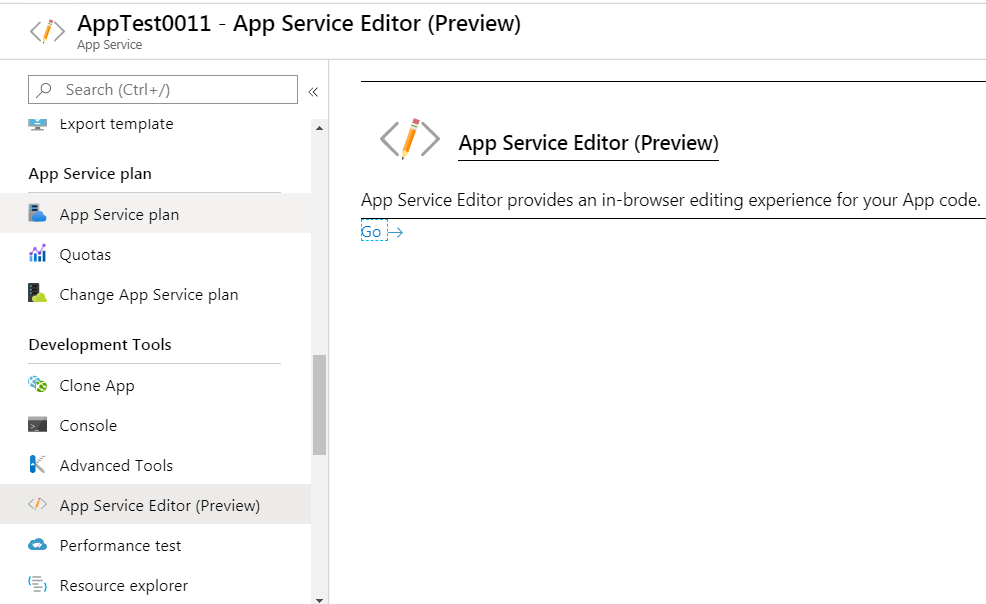 AppTest0011 - App Service Editor (Preview)
App Service
Search (Ctrl+/)
«
Export template
App Service plan
App Service plan
Quotas
Change App Service plan
Development Tools
Clone App
Console
Advanced Tools
App Service Editor (Preview)
Performance test
Resource explorer
App Service Editor (Preview)
App Service Editor provides an in-browser editing experience for your App code.
Go →